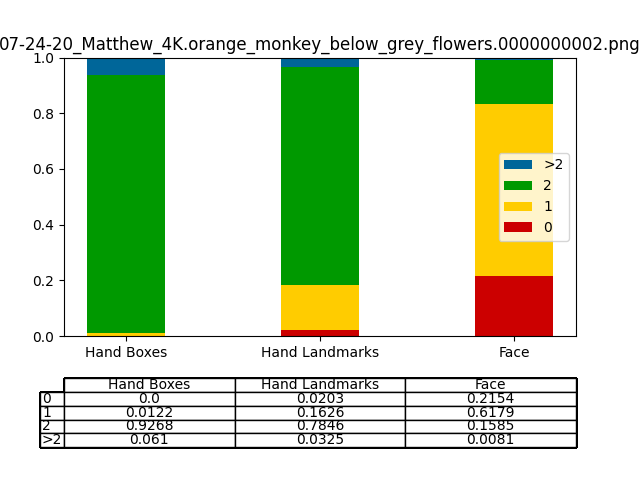 07-24-20_Matthew_4K.orange_monkey_below_grey_flowers.0000000002.png
1.0
0.8
0.6
0.4
0.2
0.0
>2
2
1
0
Hand Boxes Hand Landmarks Face
Hand Boxes Hand Landmarks Face
0 0.0 0.0203 0.2154
1 0.0122 0.1626 0.6179
2 0.9268 0.7846 0.1585
>2 0.061 0.0325 0.0081